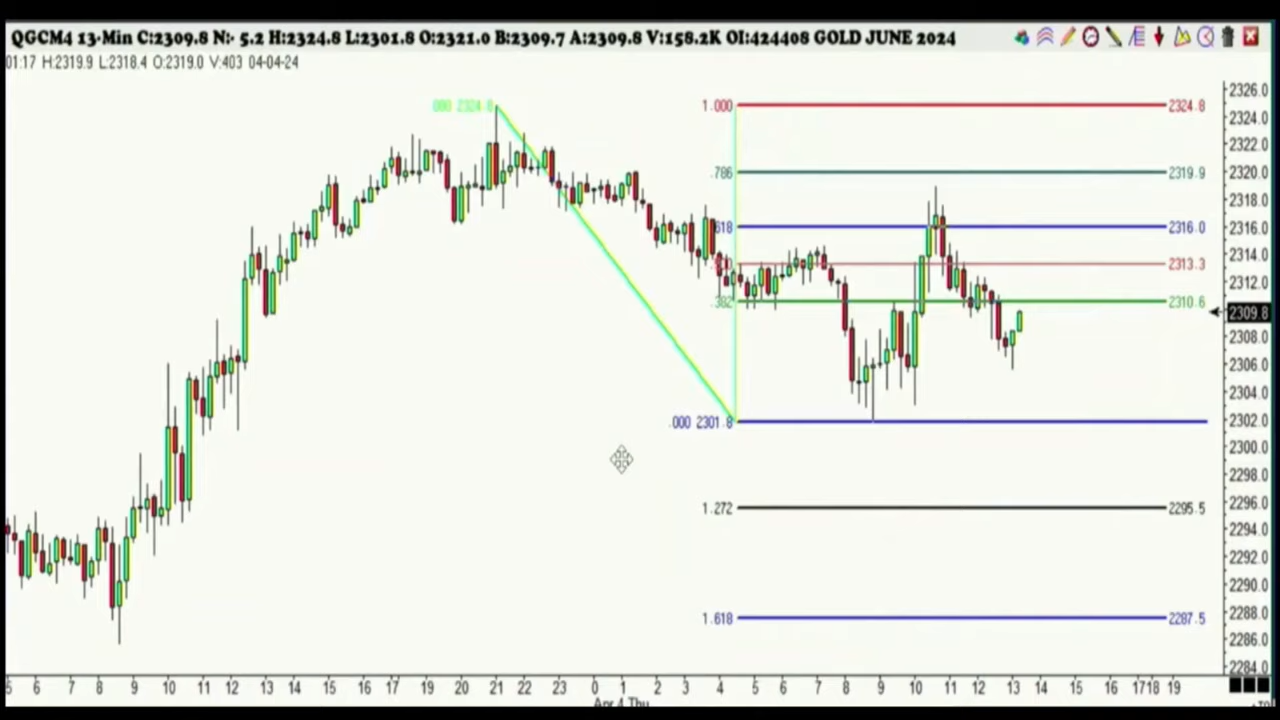 QGCM4 13-Min C:2309.8 N:- 5.2 H:2324.8 L:2301.8 O:2321.0 B:2309.7 A:2309.8 V:158.2K OI:424408 GOLD JUNE 2024
01:17 H:2319.9 L:2318.4 O:2319.0 V:403 04-04-24
2326.0
000 2324.8 1.000 2324.8 2324.0
2322.0
.786 2319.9 2320.0
2318.0
618 2316.0 2316.0
2313.3 2314.0
2312.0
.382 2310.6
2309.8
2308.0
2306.0
2304.0
.000 2301.8 2302.0
2300.0
2298.0
1.272 2295.5 2296.0
2294.0
2292.0
2290.0
2288.0
1.618 2287.5
2286.0
2284.0
5 6 7 8 9 10 11 12 13 14 15 16 17 19 20 21 22 23 0 1 2 3 4 5 6 7 8 9 10 11 12 13 14 15 16 17 18 19
Apr 4 Thu